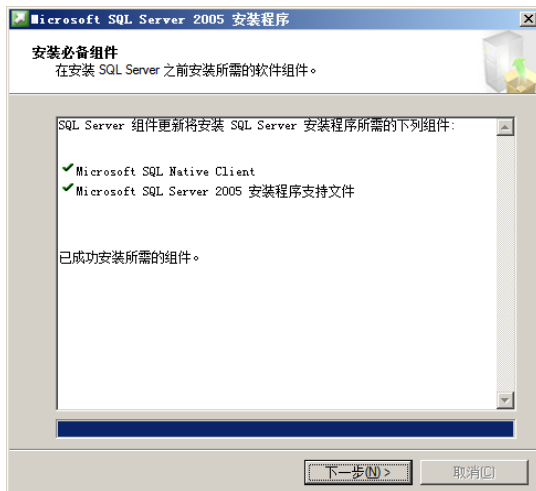 Microsoft SQL Server 2005 安装程序
安装必备组件
在安装 SQL Server 之前安装所需的软件组件。
SQL Server 组件更新将安装 SQL Server 安装程序所需的下列组件:
Microsoft SQL Native Client
Microsoft SQL Server 2005 安装程序支持文件
已成功安装所需的组件。
下一步(N) >
取消(C)